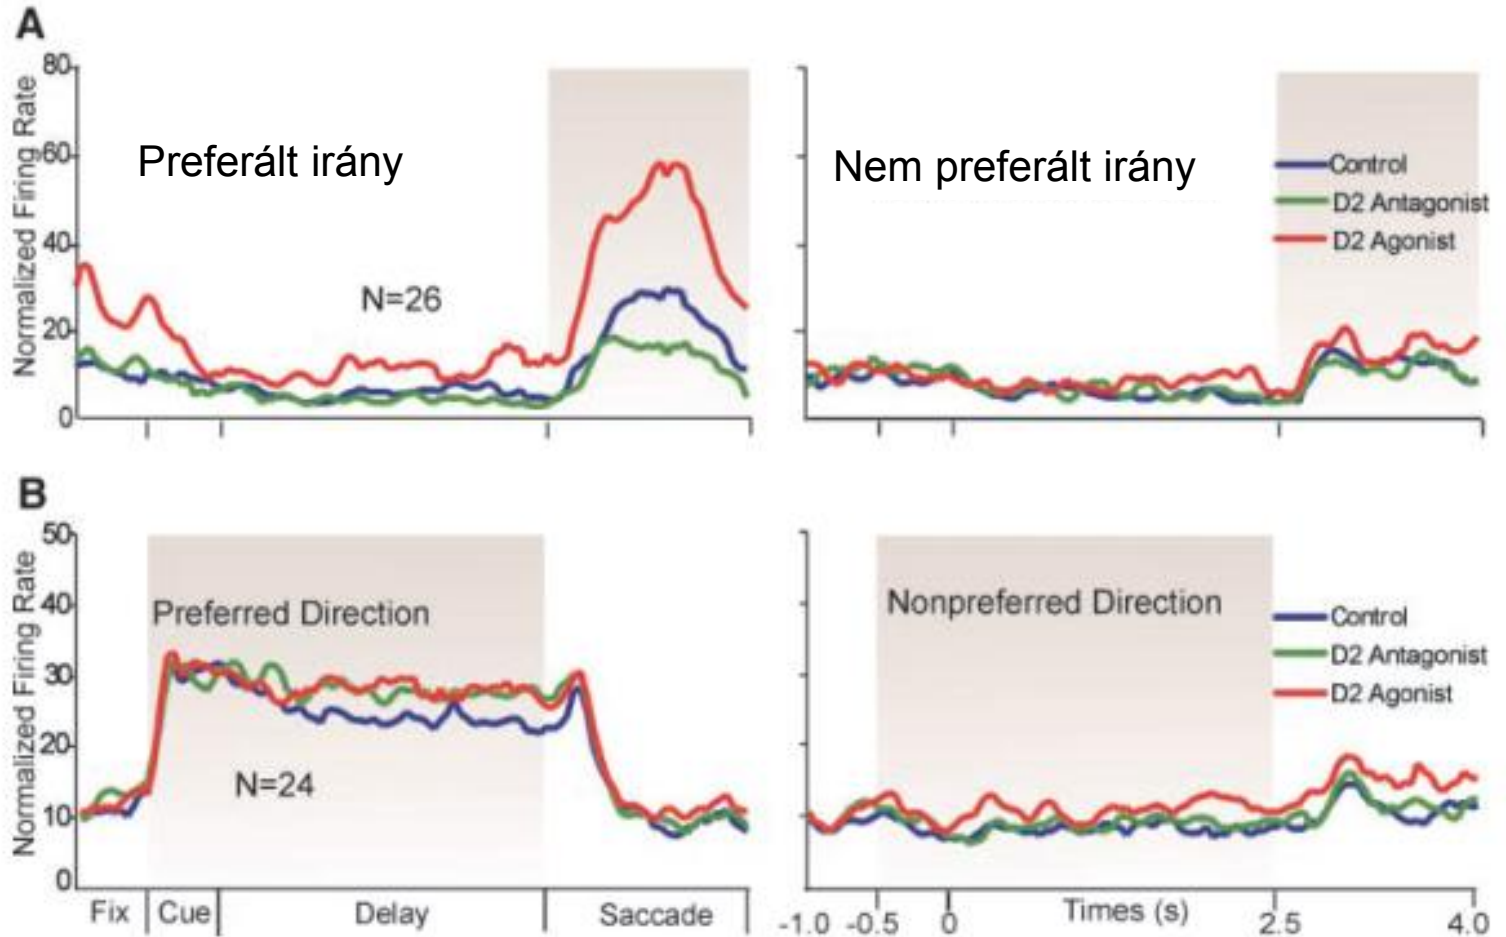 A
Normalized Firing Rate
80
60
40
20
0
Preferált irány
N=26
Nem preferált irány
Control
D2 Antagonist
D2 Agonist
B
Normalized Firing Rate
50
40
30
20
10
0
Preferred Direction
N=24
Nonpreferred Direction
Control
D2 Antagonist
D2 Agonist
Fix Cue Delay Saccade
-1.0 -0.5 0 Times (s) 2.5 4.0